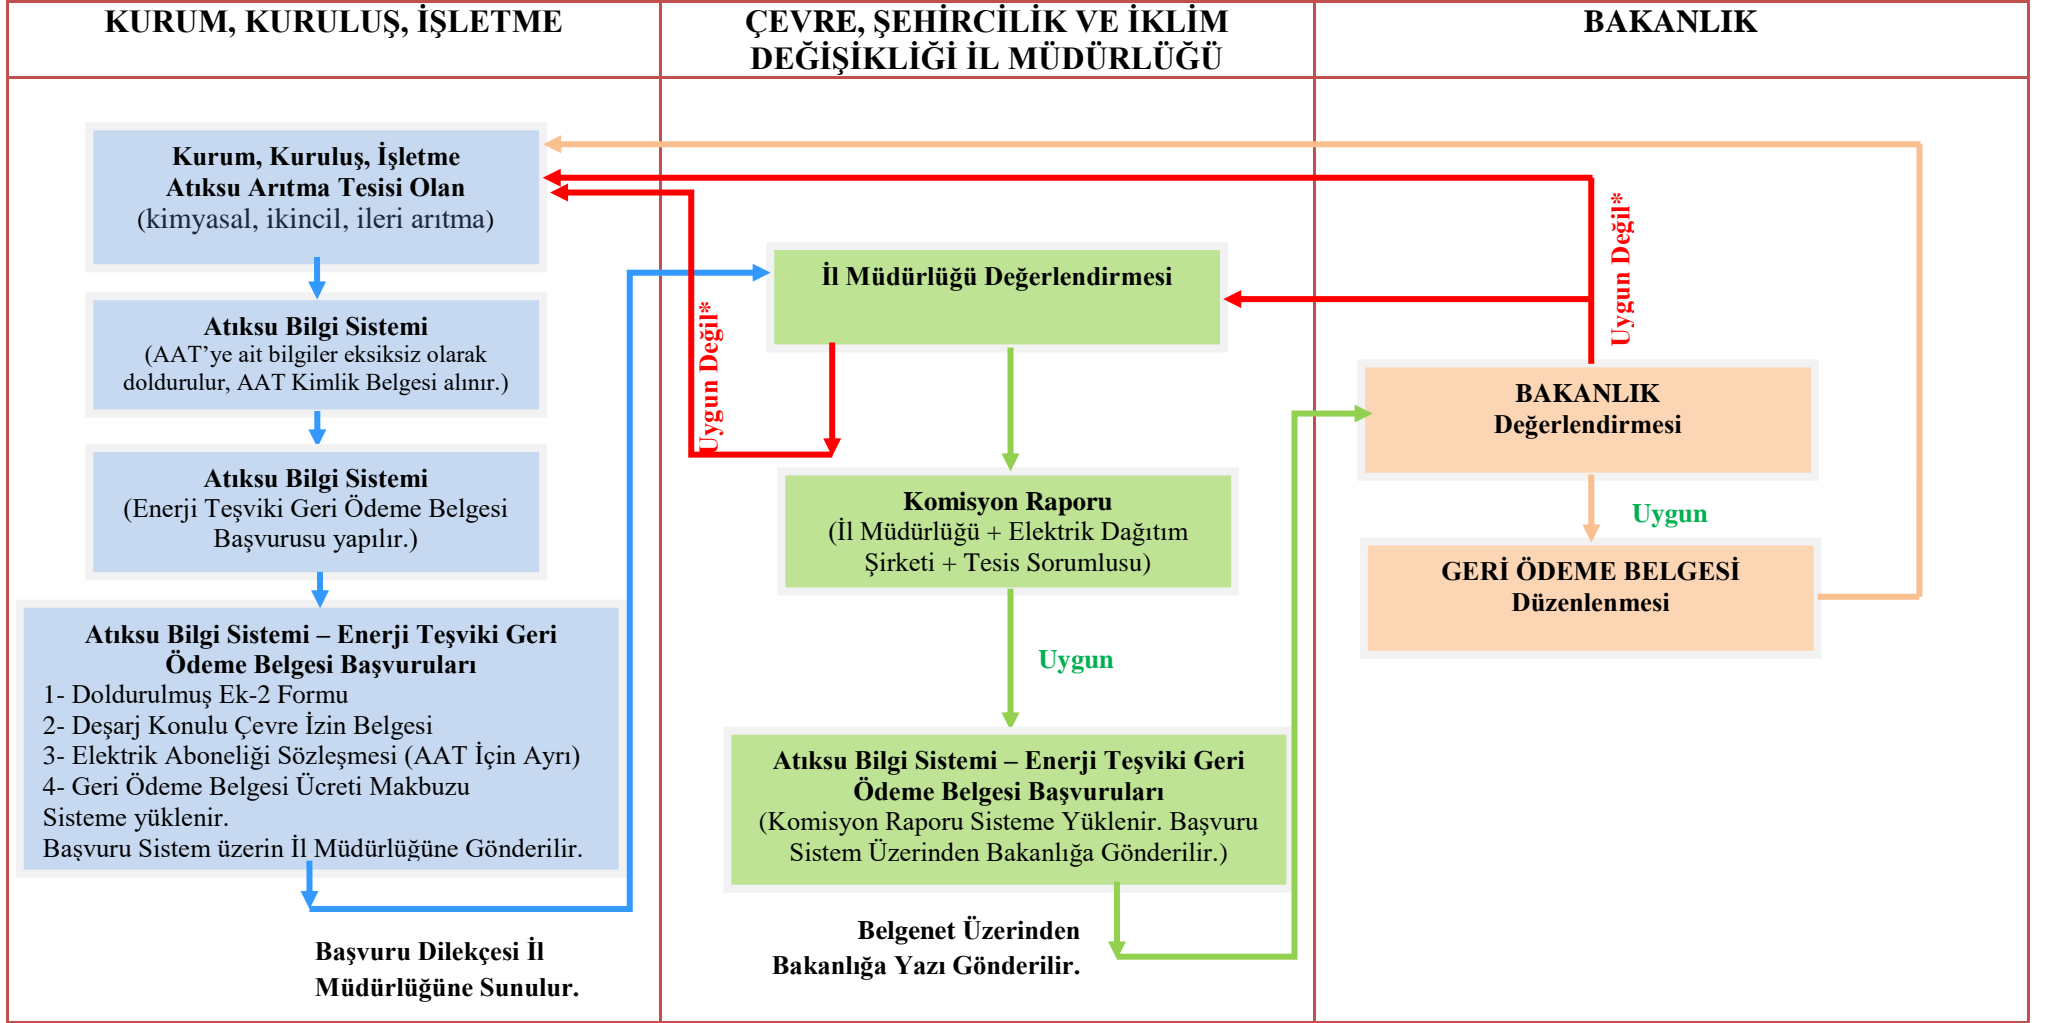 KURUM, KURULUŞ, İŞLETME
ÇEVRE, ŞEHİRCİLİK VE İKLİM
DEĞİŞİKLİĞİ İL MÜDÜRLÜĞÜ
BAKANLIK
Kurum, Kuruluş, İşletme
Atıksu Arıtma Tesisi Olan
(kimyasal, ikincil, ileri arıtma)
Atıksu Bilgi Sistemi
(AAT’ye ait bilgiler eksiksiz olarak
doldurulur, AAT Kimlik Belgesi alınır.)
Atıksu Bilgi Sistemi
(Enerji Teşviki Geri Ödeme Belgesi
Başvurusu yapılır.)
Atıksu Bilgi Sistemi – Enerji Teşviki Geri
Ödeme Belgesi Başvuruları
1- Doldurulmuş Ek-2 Formu
2- Deşarj Konulu Çevre İzin Belgesi
3- Elektrik Aboneliği Sözleşmesi (AAT İçin Ayrı)
4- Geri Ödeme Belgesi Ücreti Makbuzu
Sisteme yüklenir.
Başvuru Sistem üzerin İl Müdürlüğüne Gönderilir.
Başvuru Dilekçesi İl
Müdürlüğüne Sunulur.
İl Müdürlüğü Değerlendirmesi
Uygun Değil*
Komisyon Raporu
(İl Müdürlüğü + Elektrik Dağıtım
Şirketi + Tesis Sorumlusu)
Uygun
Atıksu Bilgi Sistemi – Enerji Teşviki Geri
Ödeme Belgesi Başvuruları
(Komisyon Raporu Sisteme Yüklenir. Başvuru
Sistem Üzerinden Bakanlığa Gönderilir.)
Belgenet Üzerinden
Bakanlığa Yazı Gönderilir.
Uygun Değil*
BAKANLIK
Değerlendirmesi
Uygun
GERİ ÖDEME BELGESİ
Düzenlenmesi